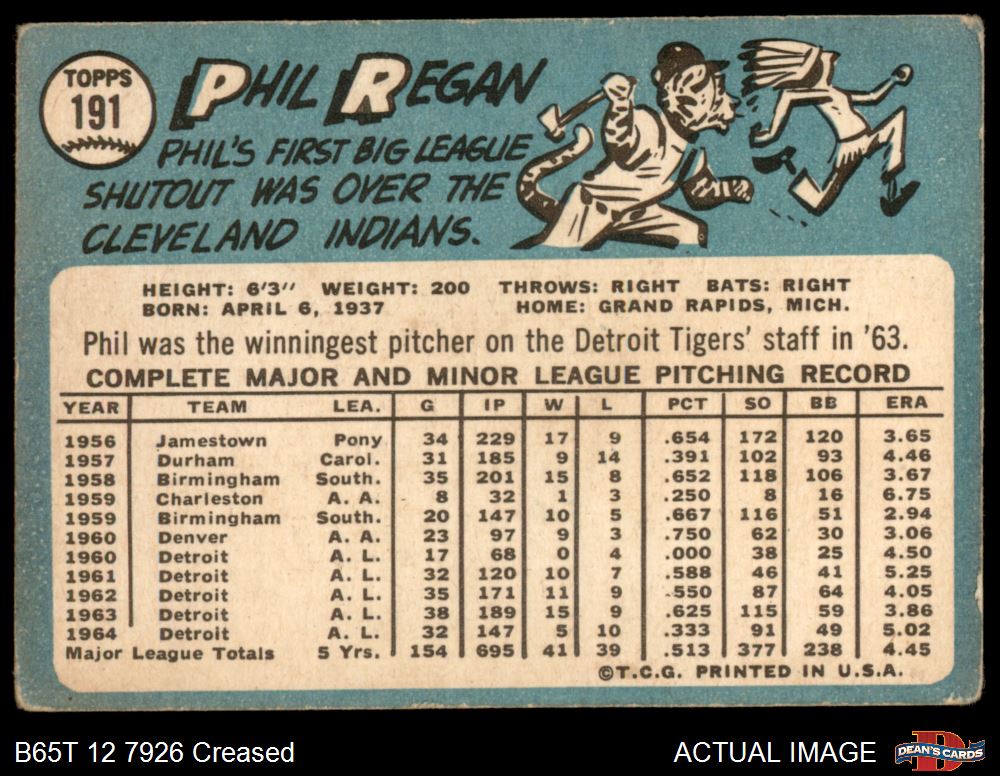 TOPPS
191
PHIL REGAN
PHIL'S FIRST BIG LEAGUE
SHUTOUT WAS OVER THE
CLEVELAND INDIANS.
HEIGHT: 6'3" WEIGHT: 200 THROWS: RIGHT BATS: RIGHT
BORN: APRIL 6, 1937 HOME: GRAND RAPIDS, MICH.
Phil was the winningest pitcher on the Detroit Tigers' staff in '63.
COMPLETE MAJOR AND MINOR LEAGUE PITCHING RECORD
YEAR TEAM LEA. G IP W L PCT SO BB ERA
1956 Jamestown Pony 34 229 17 9 .654 172 120 3.65
1957 Durham Carol. 31 185 9 14 .391 102 93 4.46
1958 Birmingham South. 35 201 15 8 .652 118 106 3.67
1959 Charleston A. A. 8 32 1 3 .250 8 16 6.75
1959 Birmingham South. 20 147 10 5 .667 116 51 2.94
1960 Denver A. A. 23 97 9 3 .750 62 30 3.06
1960 Detroit A. L. 17 68 0 4 .000 38 25 4.50
1961 Detroit A. L. 32 120 10 7 .588 46 41 5.25
1962 Detroit A. L. 35 171 11 9 .550 87 64 4.05
1963 Detroit A. L. 38 189 15 9 .625 115 59 3.86
1964 Detroit A. L. 32 147 5 10 .333 91 49 5.02
Major League Totals 5 Yrs. 154 695 41 39 .513 377 238 4.45
©T.C.G. PRINTED IN U.S.A.
B65T 12 7926 Creased
ACTUAL IMAGE
DEAN'S CARDS